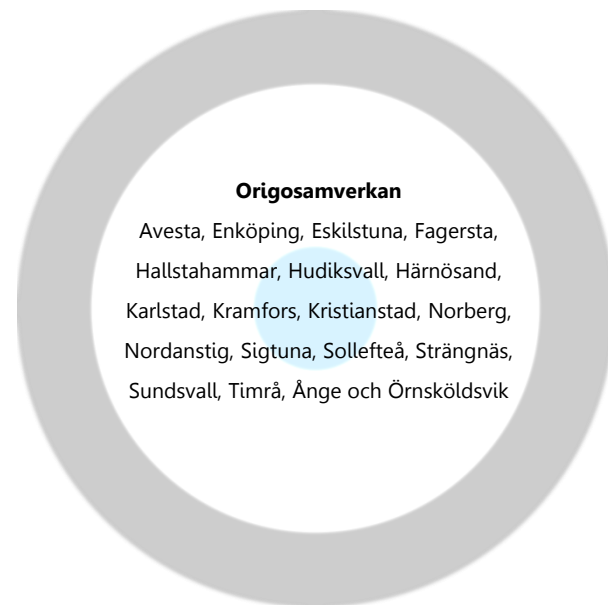 Origosamverkan
Avesta, Enköping, Eskilstuna, Fagersta,
Hallstahammar, Hudiksvall, Härnösand,
Karlstad, Kramfors, Kristianstad, Norberg,
Nordanstig, Sigtuna, Sollefteå, Strängnäs,
Sundsvall, Timrå, Ånge och Örnsköldsvik